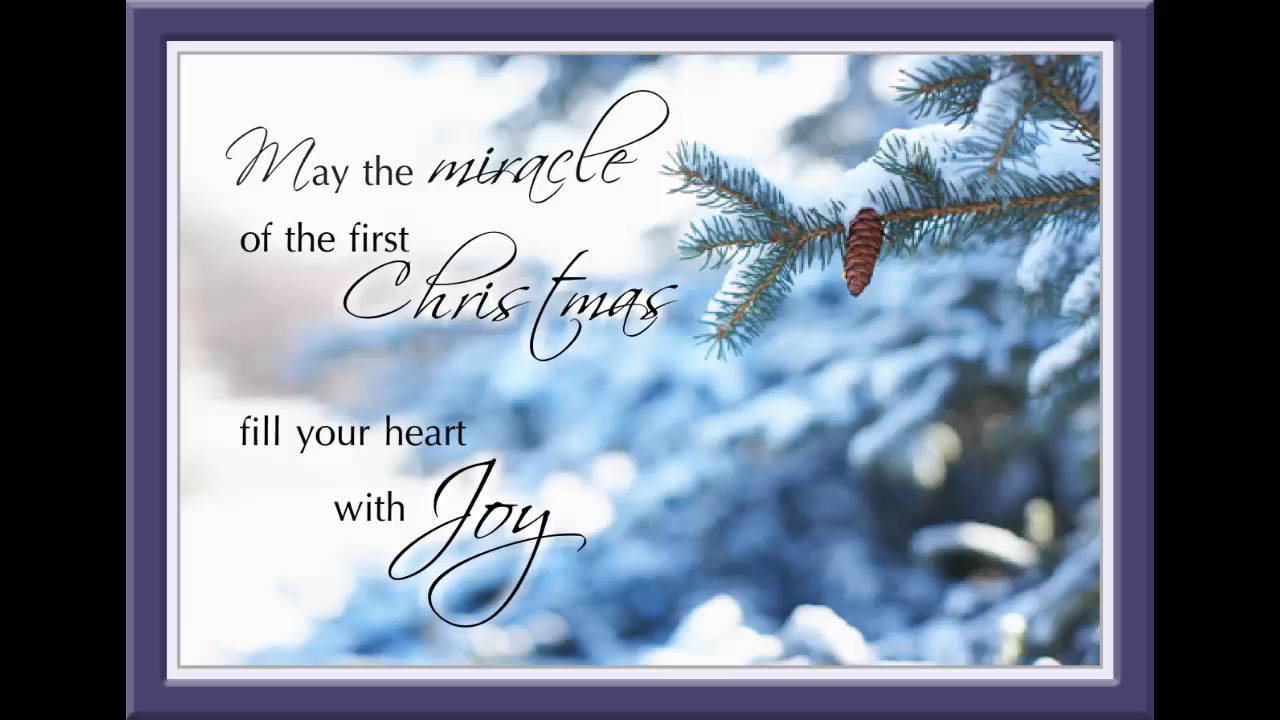 May the miracle
of the first
Christmas
fill your heart
with Joy